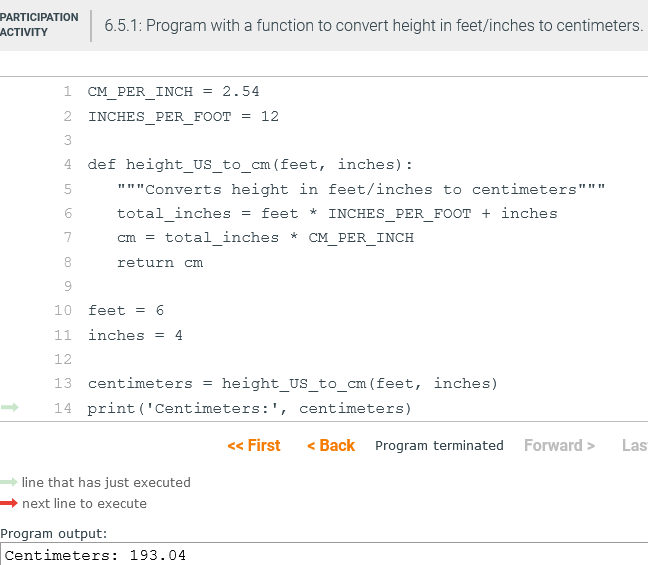 PARTICIPATION
ACTIVITY
6.5.1: Program with a function to convert height in feet/inches to centimeters.
1 CM_PER_INCH = 2.54
2 INCHES_PER_FOOT = 12
3
4 def height_US_to_cm(feet, inches):
5    """Converts height in feet/inches to centimeters"""
6    total_inches = feet * INCHES_PER_FOOT + inches
7    cm = total_inches * CM_PER_INCH
8    return cm
9
10 feet = 6
11 inches = 4
12
13 centimeters = height_US_to_cm(feet, inches)
14 print('Centimeters:', centimeters)
<< First < Back Program terminated Forward > Las
line that has just executed
next line to execute
Program output:
Centimeters: 193.04